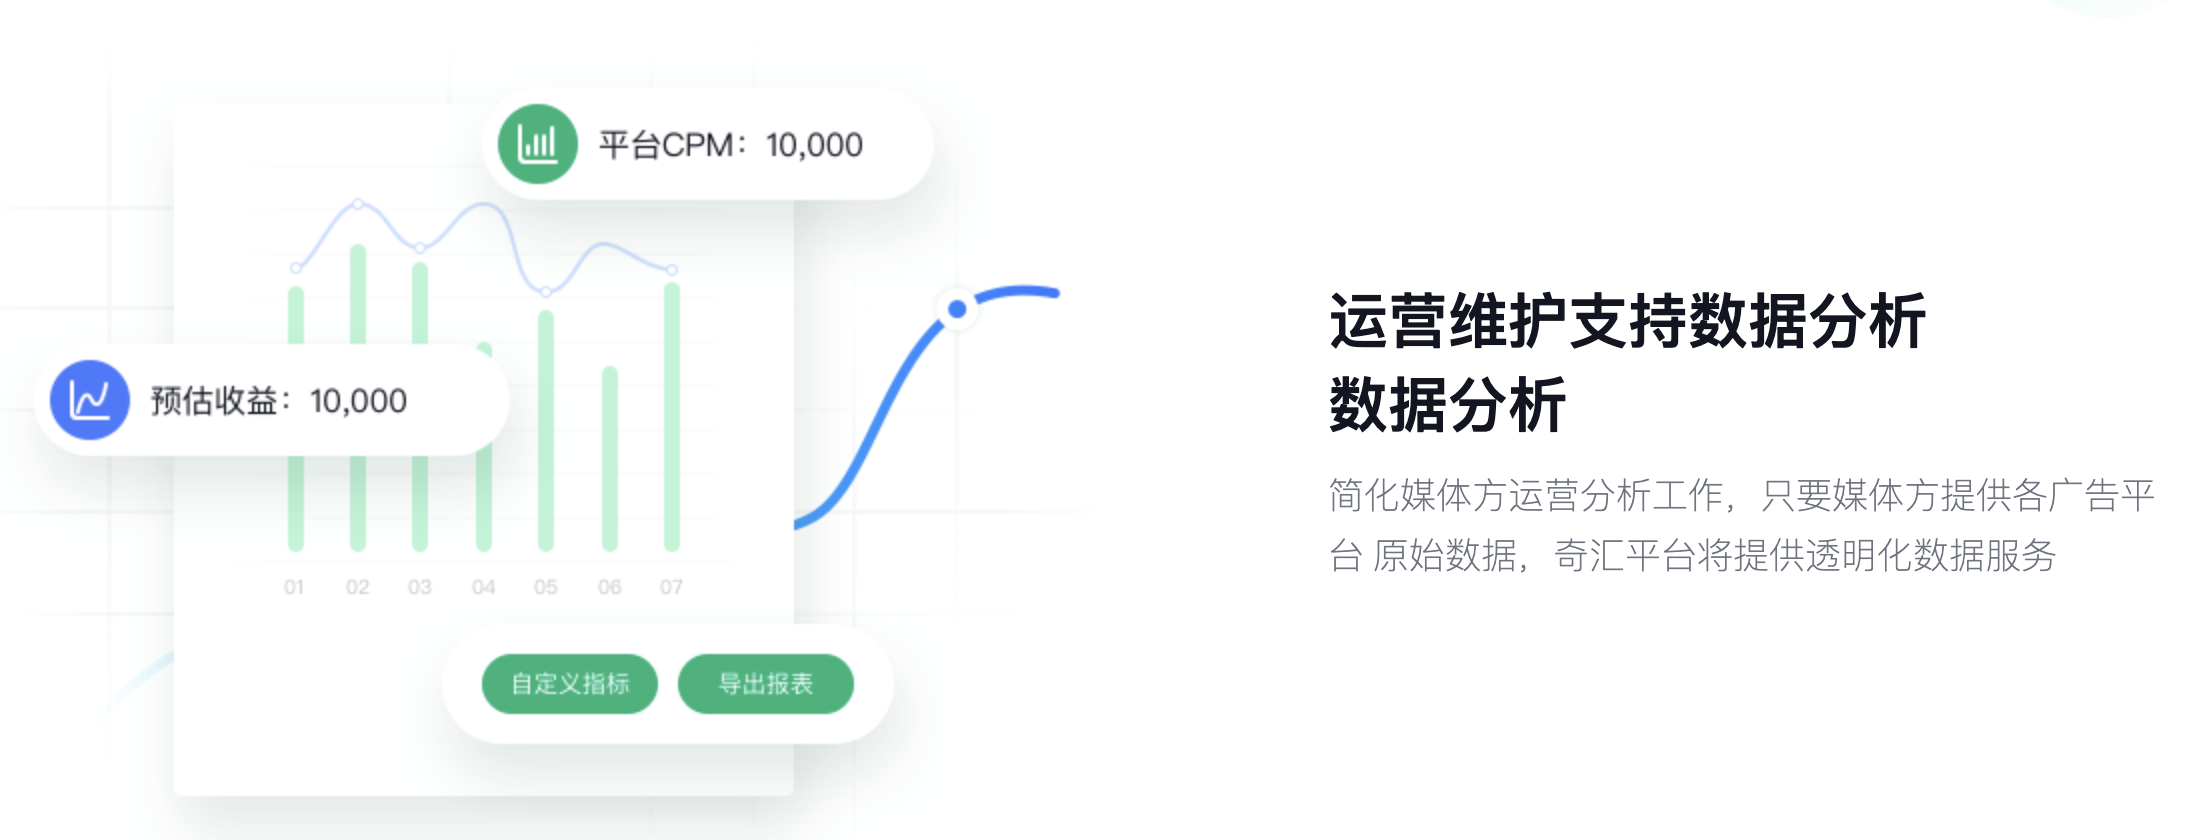 平台CPM：10,000
预估收益：10,000
01 02 03 04 05 06 07
自定义指标 导出报表
运营维护支持数据分析
数据分析
简化媒体方运营分析工作，只要媒体方提供各广告平
台 原始数据，奇汇平台将提供透明化数据服务